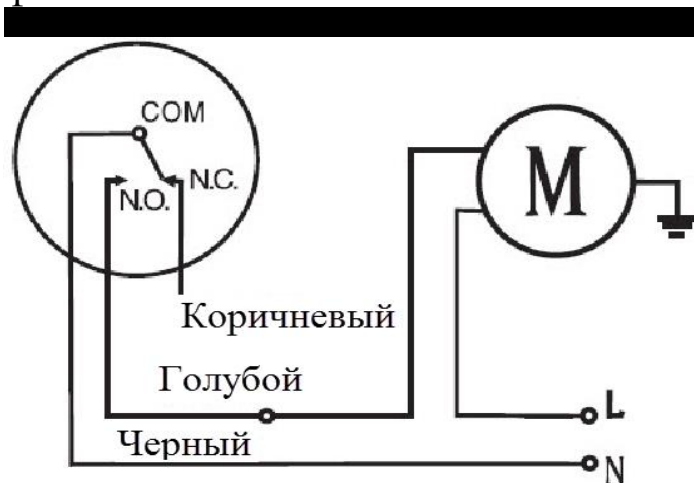 COM
N.C.
N.O.
M
Коричневый
Голубой
L
Черный
N